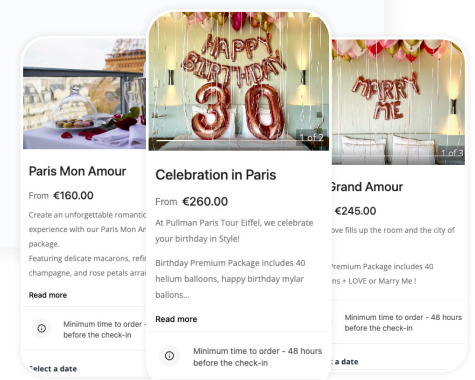 Paris Mon Amour
From €160.00
Create an unforgettable romantic
experience with our Paris Mon Am
package.
Featuring delicate macarons, refin
champagne, and rose petals arran
Read more
Minimum time to order -
before the check-in
Select a date
HAPPY
BIRTHDAY
30
1 of 2
Celebration in Paris
From €260.00
At Pullman Paris Tour Eiffel, we celebrate
your birthday in Style!
Birthday Premium Package includes 40
helium balloons, happy birthday mylar
ballons...
Read more
Minimum time to order - 48 hours
before the check-in
MARRY
ME
1 of 3
Grand Amour
€245.00
ove fills up the room and the city of
Premium Package includes 40
ns + LOVE or Marry Me !
Minimum time to order - 48 hours
before the check-in
a date